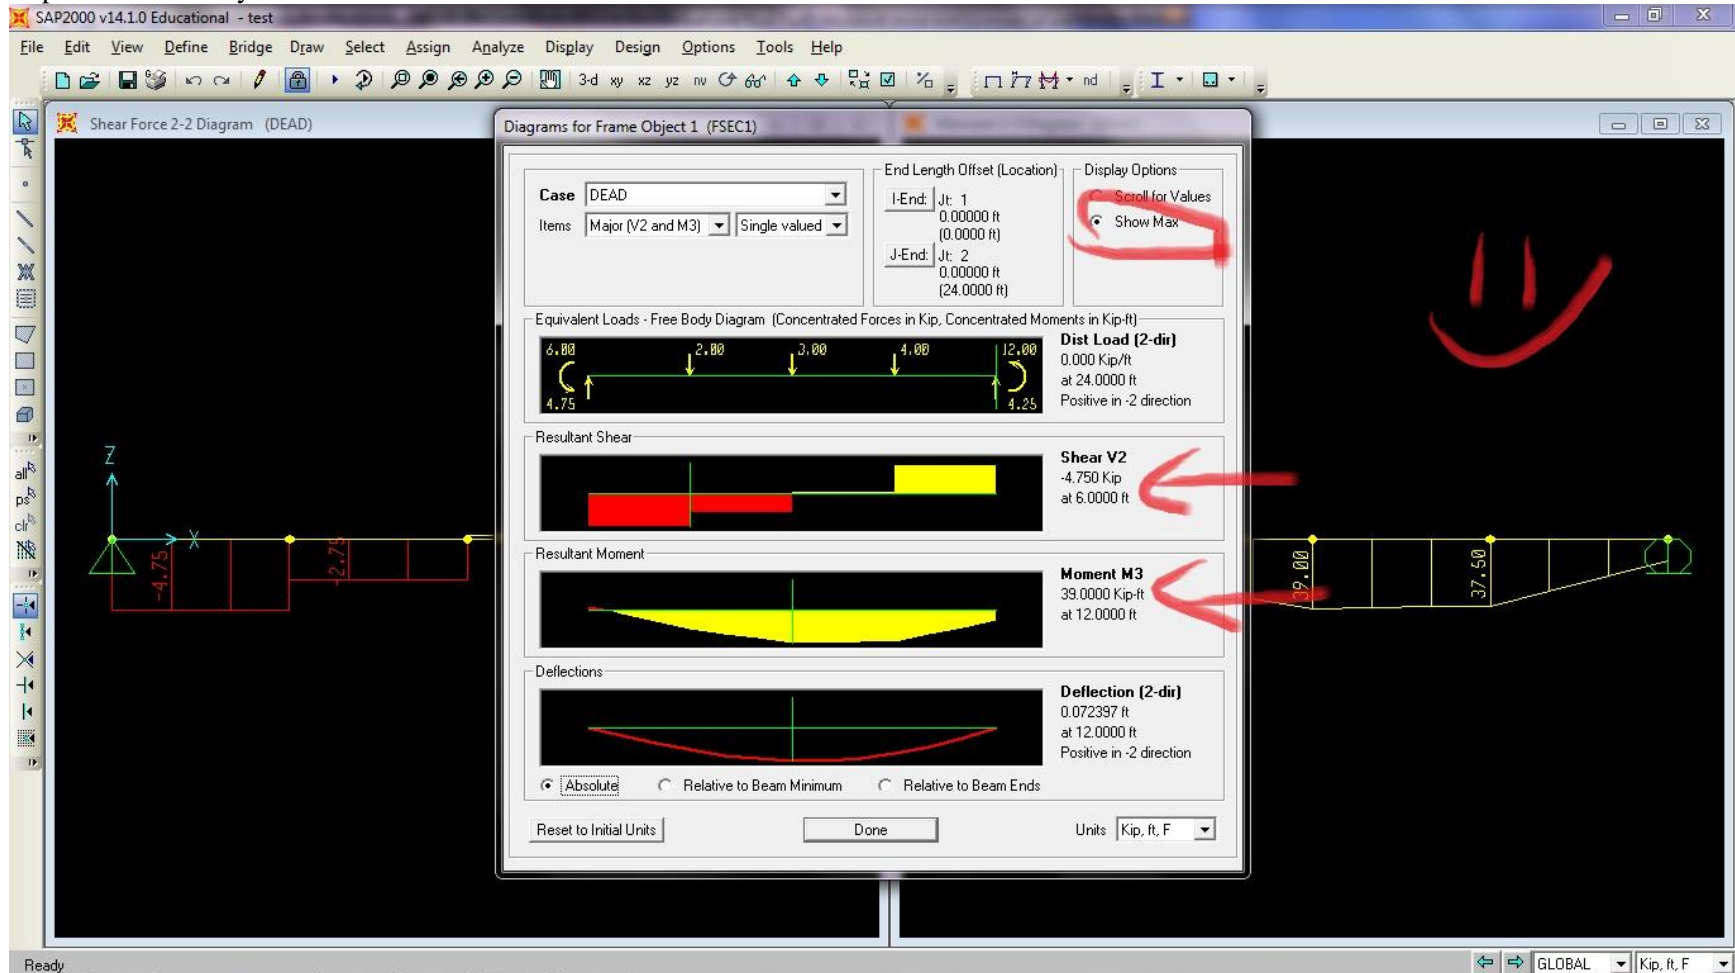 SAP2000 v14.1.0 Educational - test
File Edit View Define Bridge Draw Select Assign Analyze Display Design Options Tools Help
3-d xy xz yz nv nd
Shear Force 2-2 Diagram (DEAD)
Diagrams for Frame Object 1 (FSEC1)
Case DEAD
Items Major (V2 and M3) Single valued
End Length Offset (Location)
I-End: Jt: 1
0.00000 ft
(0.0000 ft)
J-End: Jt: 2
0.00000 ft
(24.0000 ft)
Display Options
Scroll for Values
Show Max
Equivalent Loads - Free Body Diagram (Concentrated Forces in Kip, Concentrated Moments in Kip-ft)
6.00 2.00 3.00 4.00 12.00
4.75 4.25
Dist Load (2-dir)
0.000 Kip/ft
at 24.0000 ft
Positive in -2 direction
Resultant Shear
Shear V2
-4.750 Kip
at 6.0000 ft
Resultant Moment
Moment M3
39.0000 Kip-ft
at 12.0000 ft
Deflections
Deflection (2-dir)
0.072397 ft
at 12.0000 ft
Positive in -2 direction
Absolute Relative to Beam Minimum Relative to Beam Ends
Reset to Initial Units Done Units Kip, ft, F
all
ps
clr
Z
X
-4.75
-2.75
39.00
37.50
Ready GLOBAL Kip, ft, F